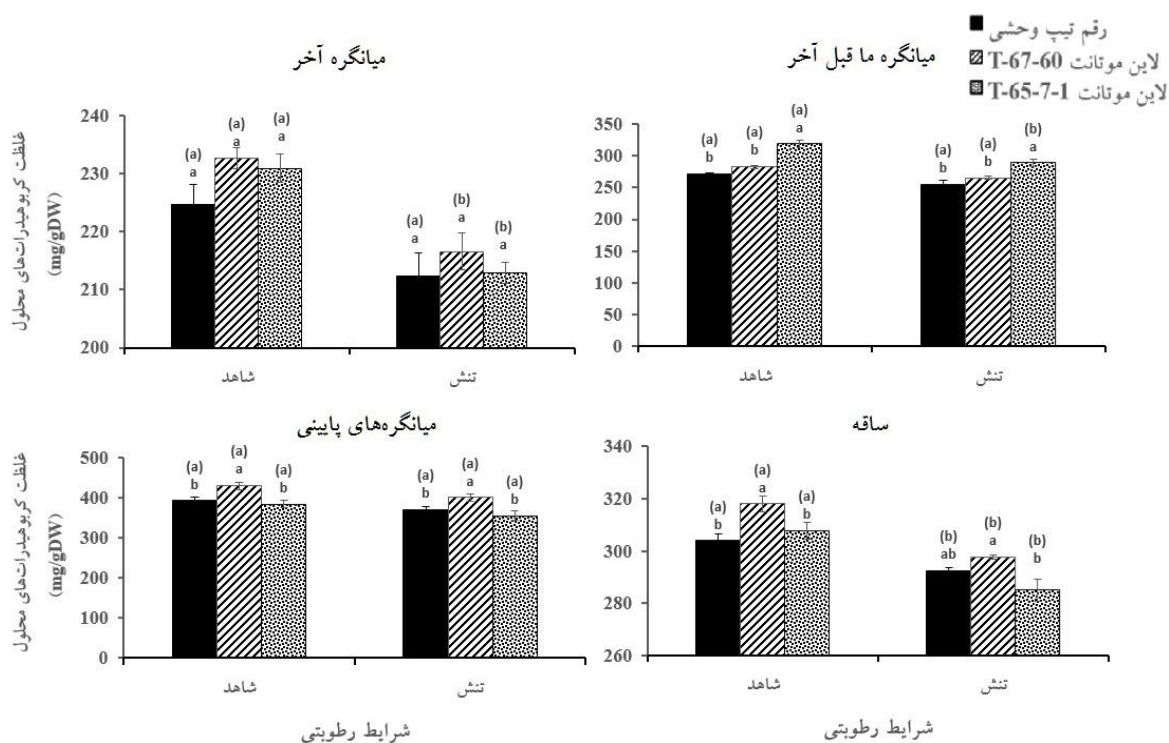 رقم تیپ وحشی
لاین موتانت T-67-60
لاین موتانت T-65-7-1
میانگره آخر
غلظت کربوهیدرات‌های محلول
(mg/gDW)
240
230
220
210
200
(a)
a
(a)
a
(a)
a
(a)
a
(b)
a
(b)
a
شاهد
تنش
میانگره ما قبل آخر
350
300
250
200
150
100
50
0
(a)
b
(a)
b
(a)
a
(a)
b
(a)
b
(b)
a
شاهد
تنش
میانگره‌های پایینی
غلظت کربوهیدرات‌های محلول
(mg/gDW)
500
400
300
200
100
0
(a)
b
(a)
a
(a)
b
(a)
b
(a)
a
(a)
b
شاهد
تنش
شرایط رطوبتی
ساقه
340
320
300
280
260
(a)
b
(a)
a
(a)
b
(b)
ab
(b)
a
(b)
b
شاهد
تنش
شرایط رطوبتی